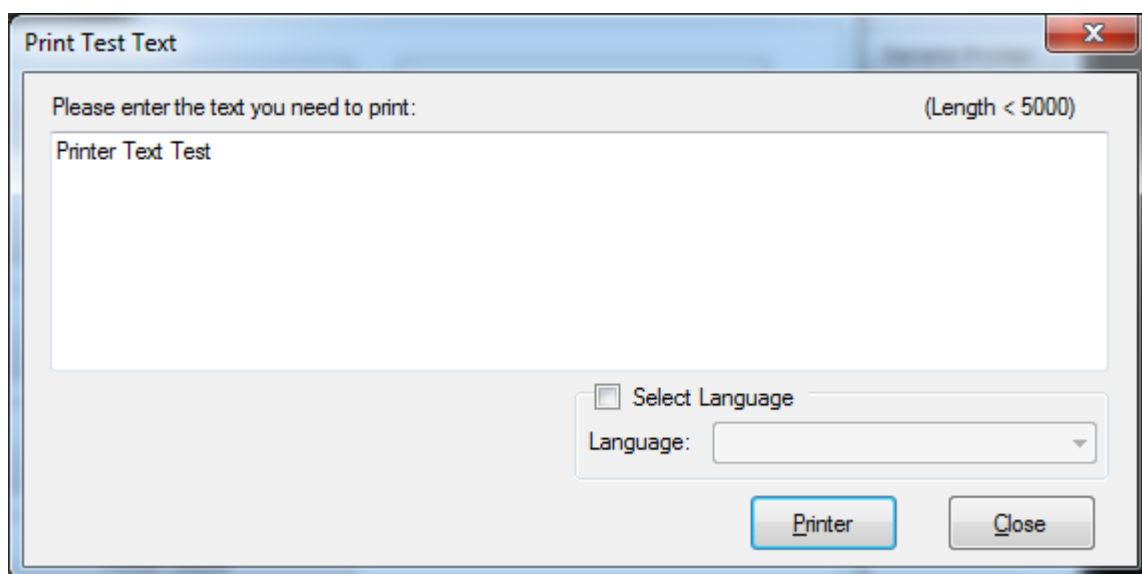 Print Test Text
Please enter the text you need to print: (Length < 5000)
Printer Text Test
Select Language
Language:
Printer Close